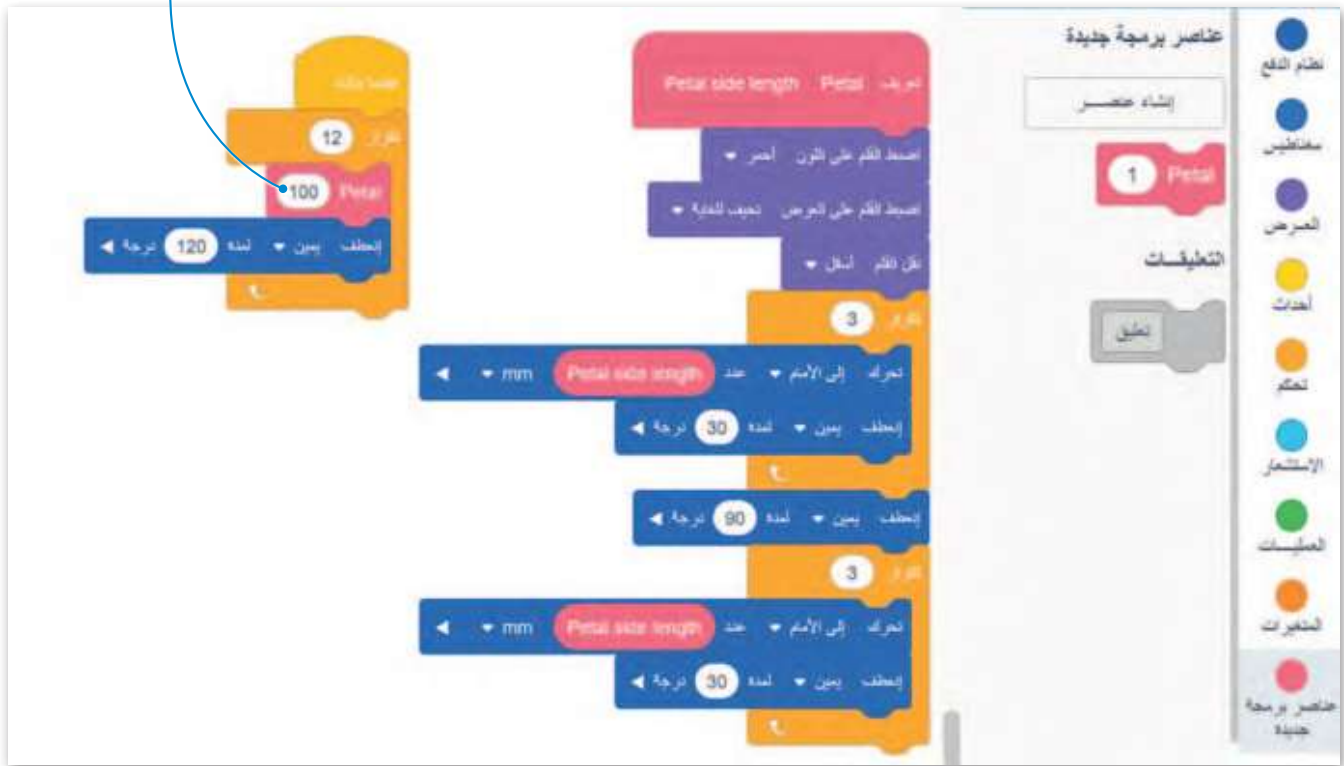 نظام الدفع
مغناطيس
العرض
أحداث
تحكم
الاستشعار
العمليات
المتغيرات
عناصر برمجة
جديدة
عناصر برمجة جديدة
إنشاء عنصر
Petal 1
التعليقات
تعليق
تعريف Petal Petal side length
اضبط القلم على اللون أحمر
اضبط القلم على العرض نحيف للغاية
نقل القلم أسفل
تكرار 3
تحرك إلى الأمام عند Petal side length mm
إنعطف يمين لمدة 30 درجة
إنعطف يمين لمدة 90 درجة
تكرار 3
تحرك إلى الأمام عند Petal side length mm
إنعطف يمين لمدة 30 درجة
عندما
تكرار 12
Petal 100
إنعطف يمين لمدة 120 درجة